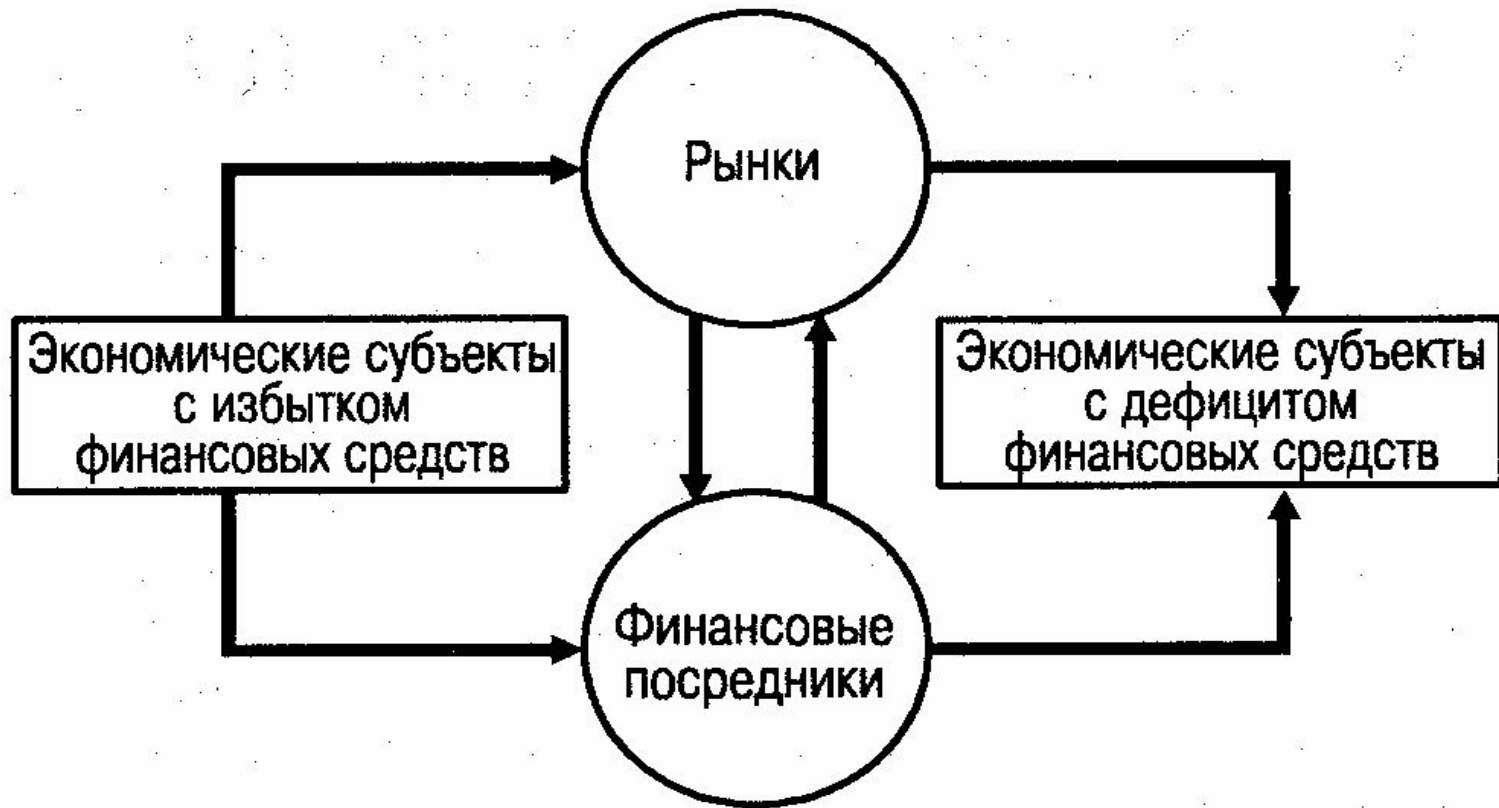 Рынки
Экономические субъекты
с избытком
финансовых средств
Экономические субъекты
с дефицитом
финансовых средств
Финансовые
посредники